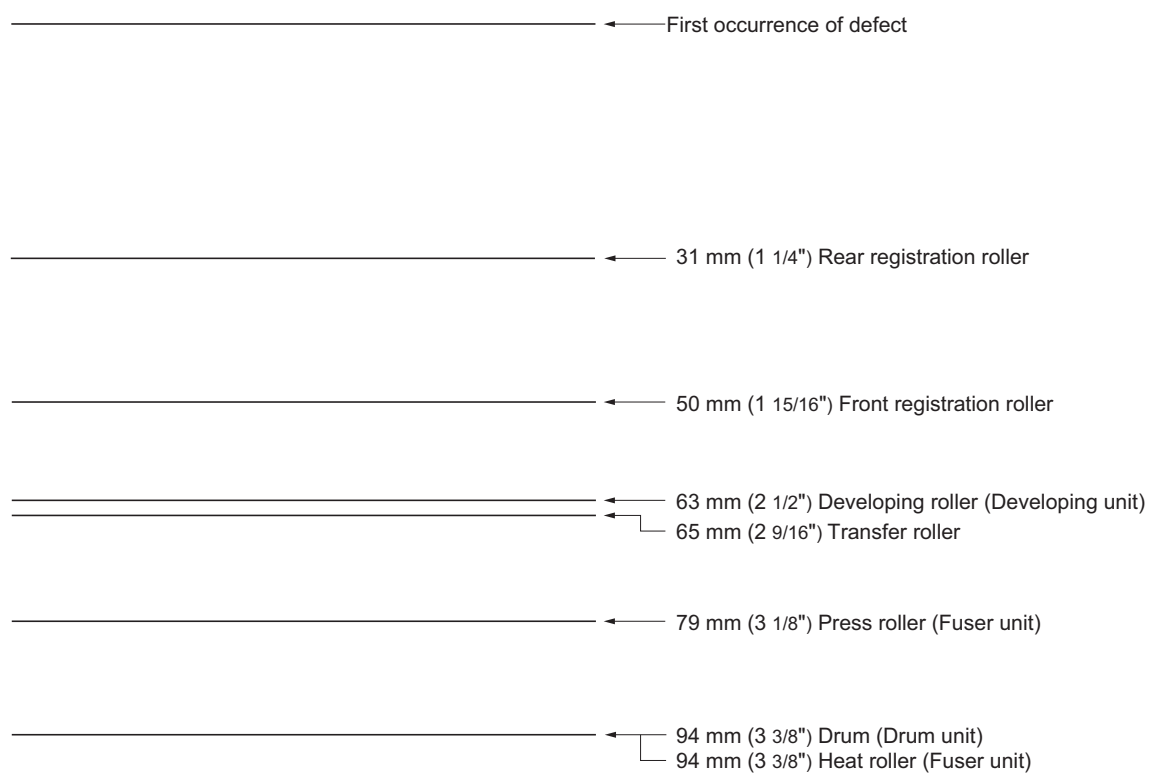 First occurrence of defect
31 mm (1 1/4") Rear registration roller
50 mm (1 15/16") Front registration roller
63 mm (2 1/2") Developing roller (Developing unit)
65 mm (2 9/16") Transfer roller
79 mm (3 1/8") Press roller (Fuser unit)
94 mm (3 3/8") Drum (Drum unit)
94 mm (3 3/8") Heat roller (Fuser unit)